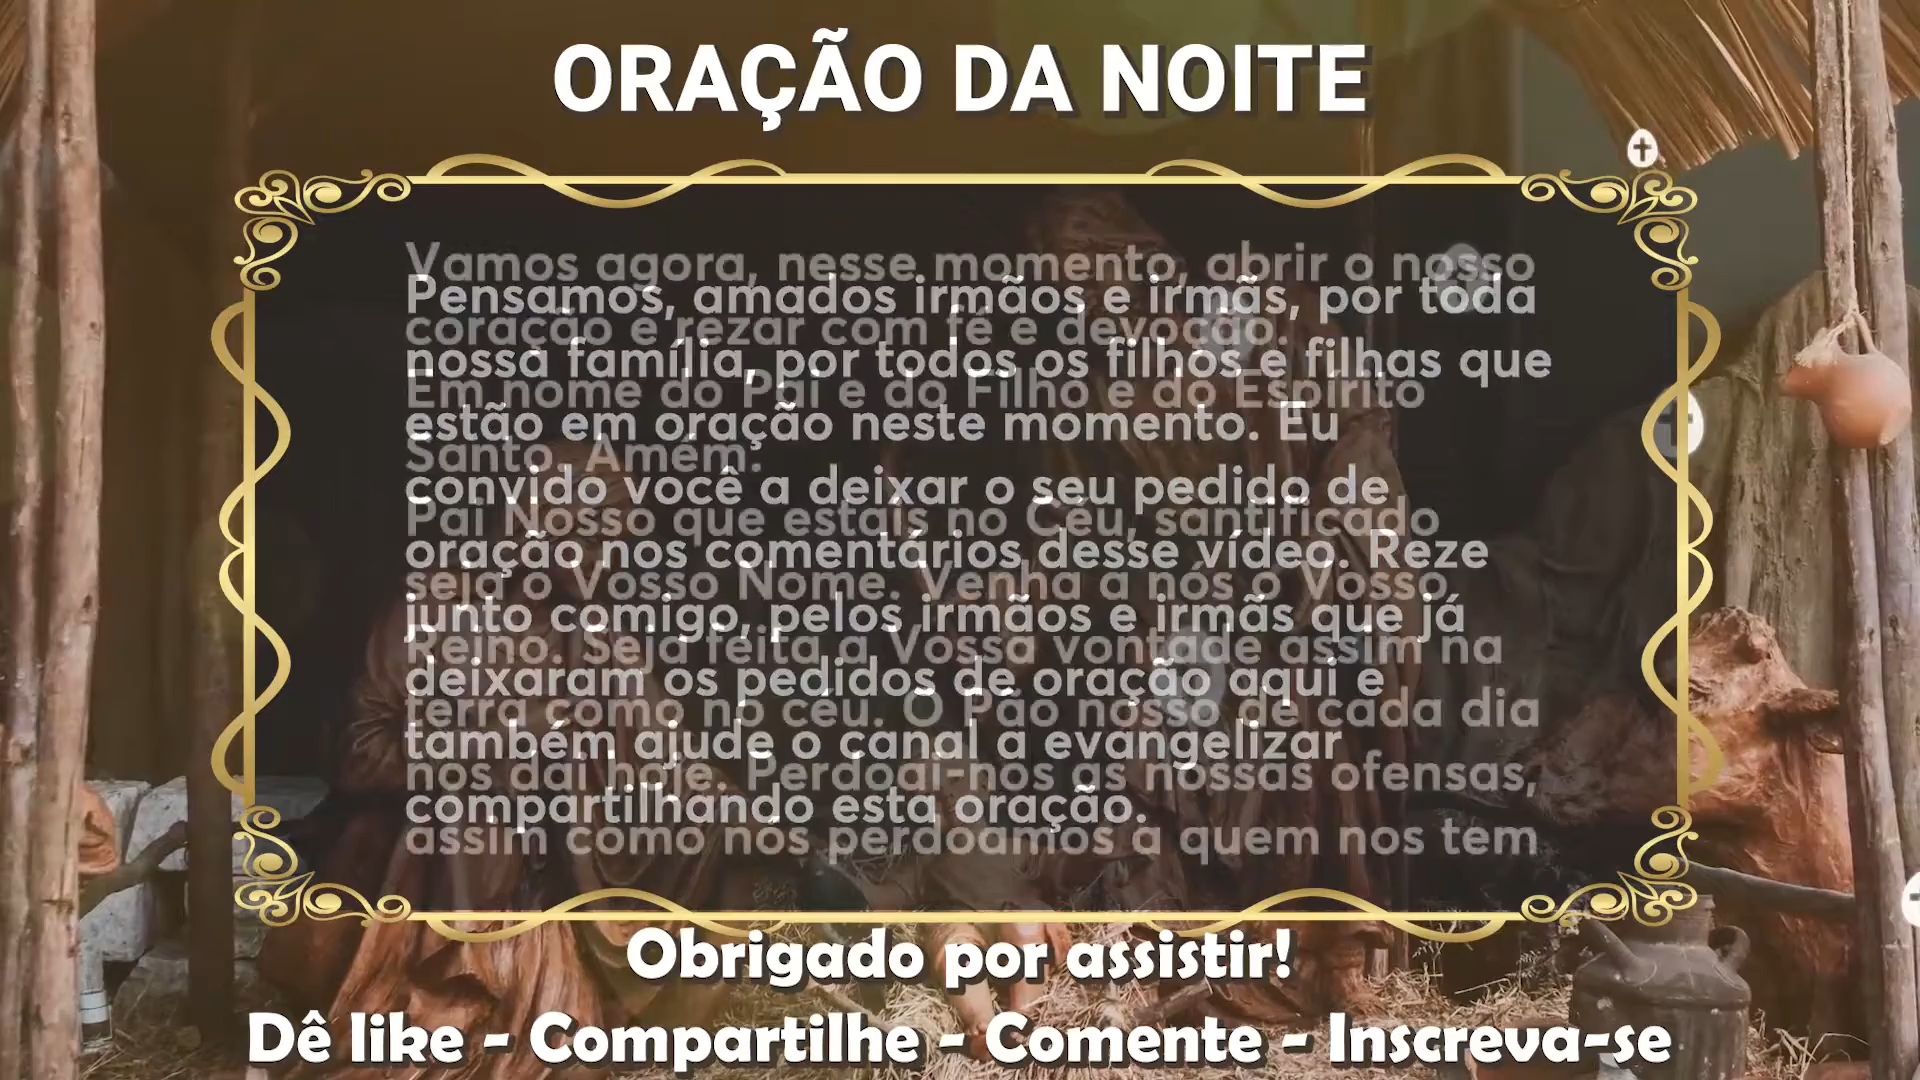 ORAÇÃO DA NOITE
Vamos agora, nesse momento, abrir o nosso
Pensamos, amados irmãos e irmãs, por toda
coração e rezar com fé e devoção.
nossa família, por todos os filhos e filhas que
Em nome do Pai e do Filho e do Espírito
estão em oração neste momento. Eu
Santo. Amém.
convido você a deixar o seu pedido de
Pai Nosso que estais no Céu, santificado
oração nos comentários desse vídeo. Reze
seja o Vosso Nome. Venha a nós o Vosso
junto comigo, pelos irmãos e irmãs que já
Reino. Seja feita a Vossa vontade assim na
deixaram os pedidos de oração aqui e
terra como no céu. O Pão nosso de cada dia
também ajude o canal a evangelizar
nos dai hoje. Perdoai-nos as nossas ofensas,
compartilhando esta oração.
assim como nós perdoamos a quem nos tem
Obrigado por assistir!
Dê like - Compartilhe - Comente - Inscreva-se